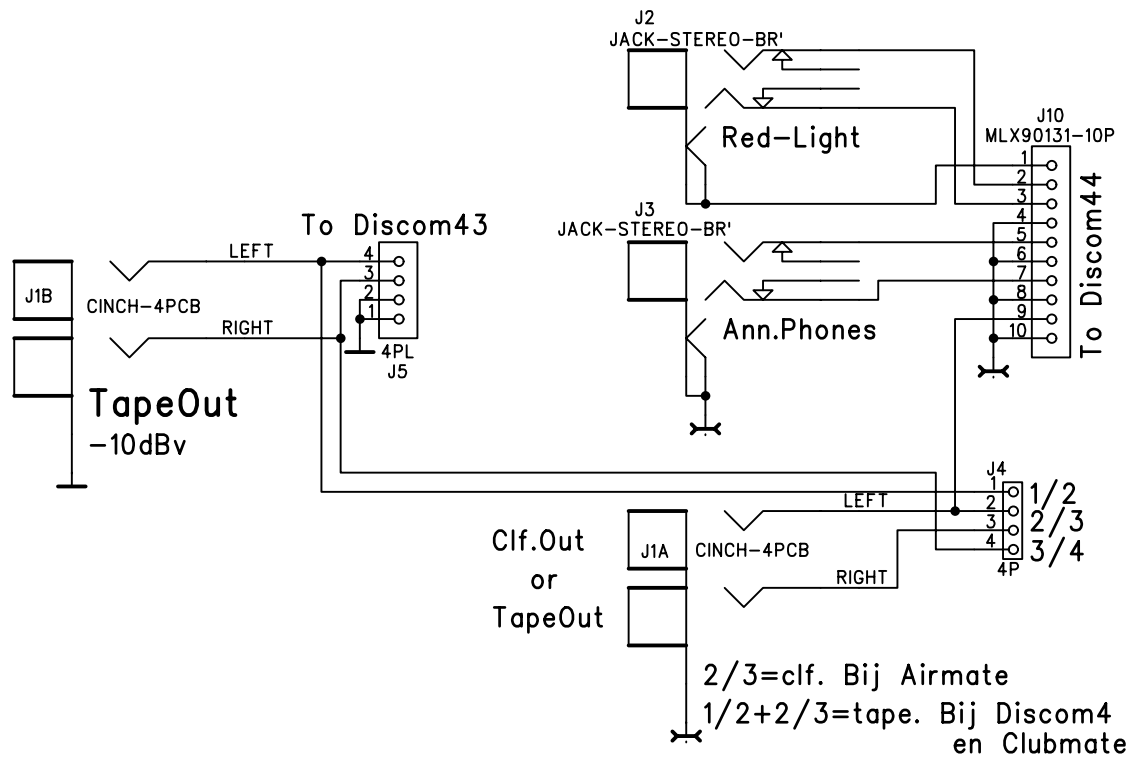 J2
JACK-STEREO-BR'
Red-Light
J10
MLX90131-10P
1
2
3
4
5
6
7
8
9
10
To Discom44
J3
JACK-STEREO-BR'
Ann.Phones
To Discom43
LEFT
4
3
2
1
J1B
CINCH-4PCB
RIGHT
4PL
J5
TapeOut
-10dBv
J4
1
2
3
4
1/2
2/3
3/4
4P
LEFT
Clf.Out
or
TapeOut
J1A
CINCH-4PCB
RIGHT
2/3=clf. Bij Airmate
1/2+2/3=tape. Bij Discom4
en Clubmate